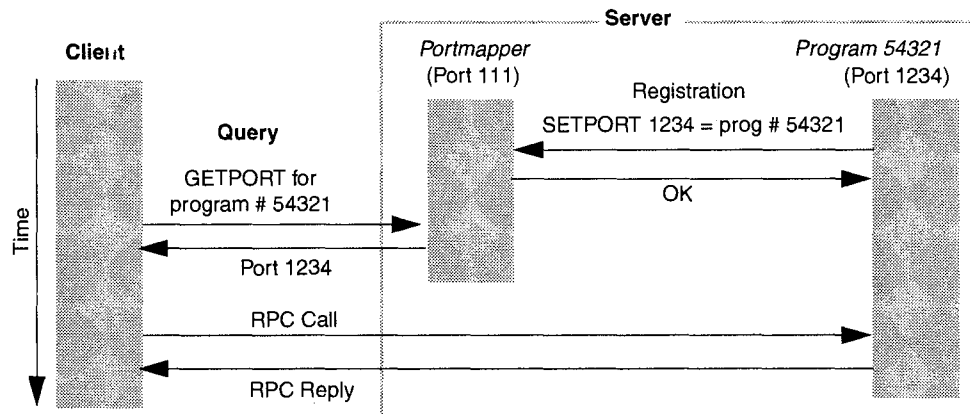 Server
Client
Portmapper
(Port 111)
Program 54321
(Port 1234)
Registration
SETPORT 1234 = prog # 54321
OK
Query
GETPORT for
program # 54321
Port 1234
RPC Call
RPC Reply
Time